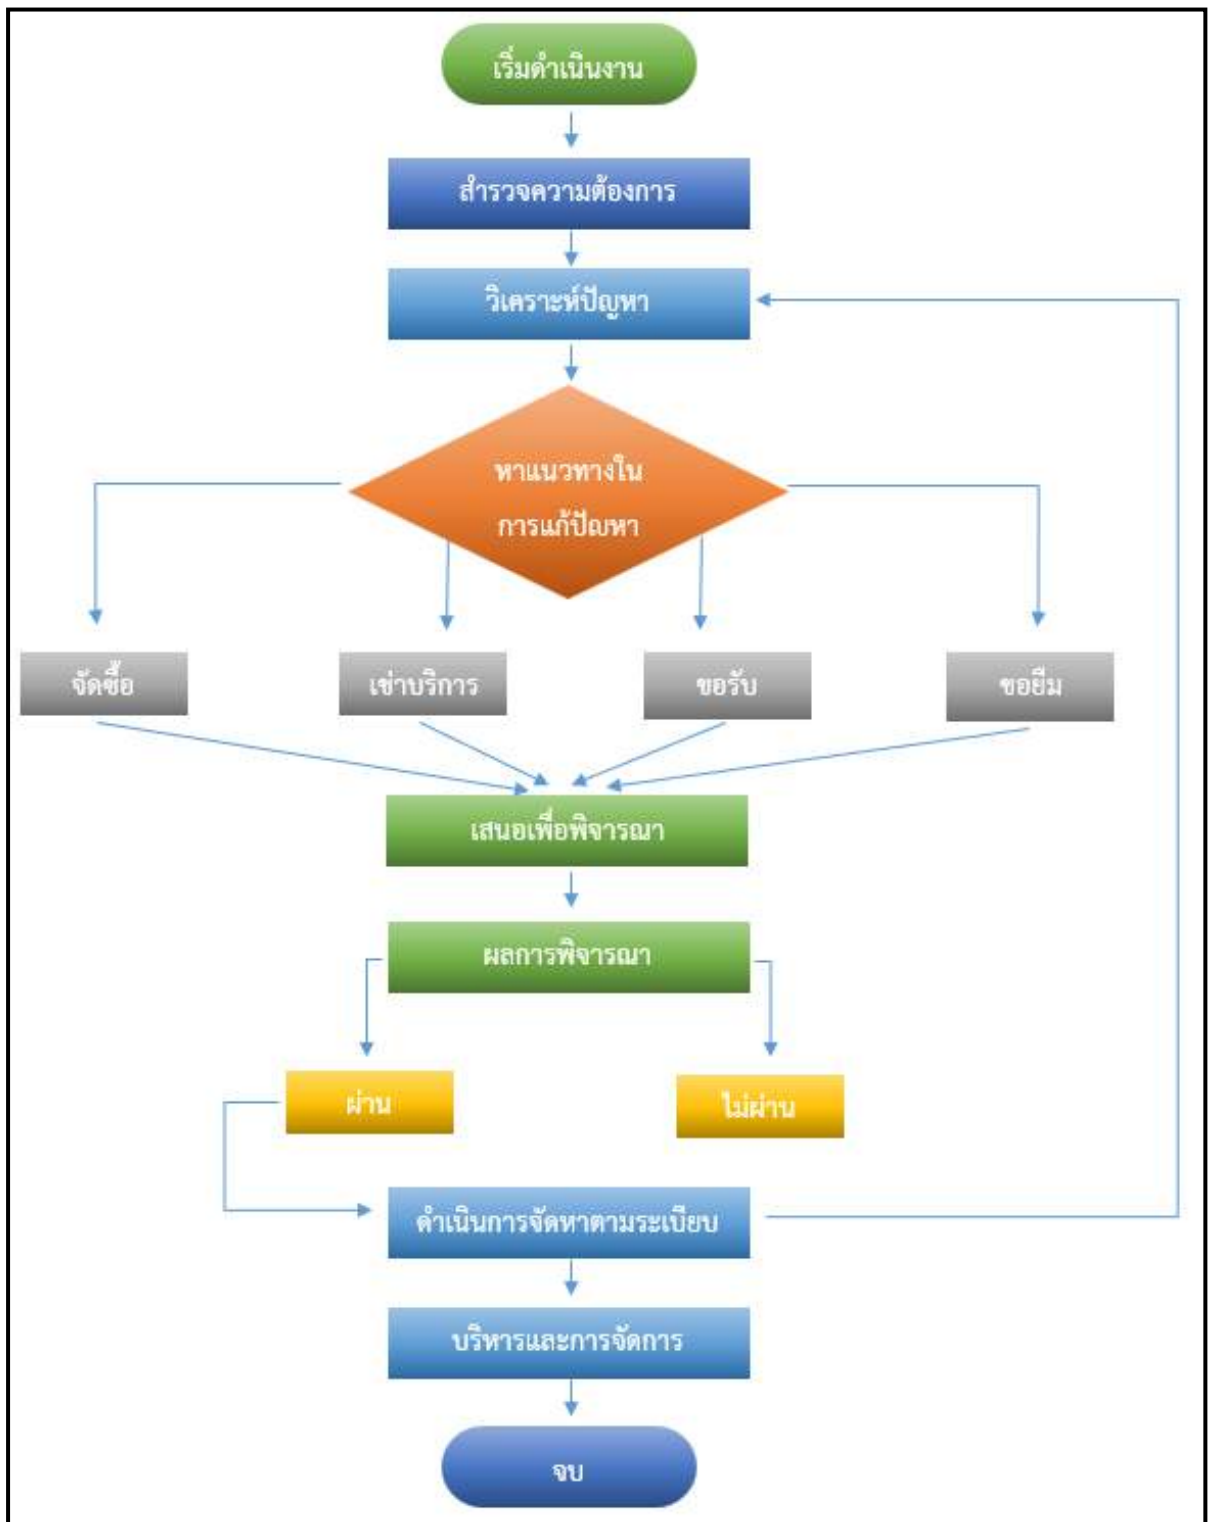 เริ่มดำเนินงาน
สำรวจความต้องการ
วิเคราะห์ปัญหา
หาแนวทางใน
การแก้ปัญหา
จัดซื้อ
เช่าบริการ
ขอรับ
ขอยืม
เสนอเพื่อพิจารณา
ผลการพิจารณา
ผ่าน
ไม่ผ่าน
ดำเนินการจัดหาตามระเบียบ
บริหารและการจัดการ
จบ